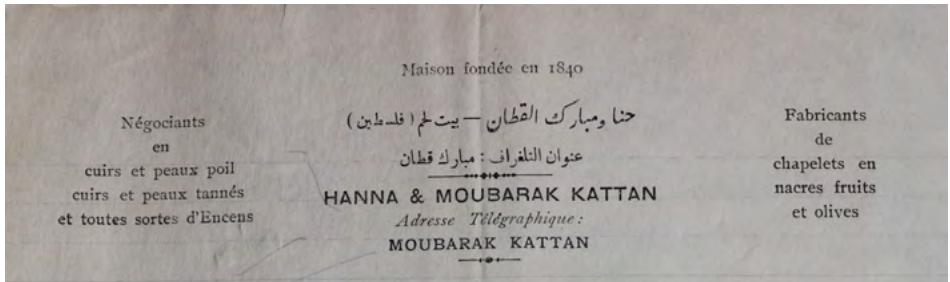 Maison fondée en 1840
Négociants
en
cuirs et peaux poil
cuirs et peaux tannés
et toutes sortes d'Encens
حنا ومبارك القطان — بيت لحم ( فلسطين )
عنوان التلغراف : مبارك قطان
HANNA & MOUBARAK KATTAN
Adresse Télégraphique :
MOUBARAK KATTAN
Fabricants
de
chapelets en
nacres fruits
et olives